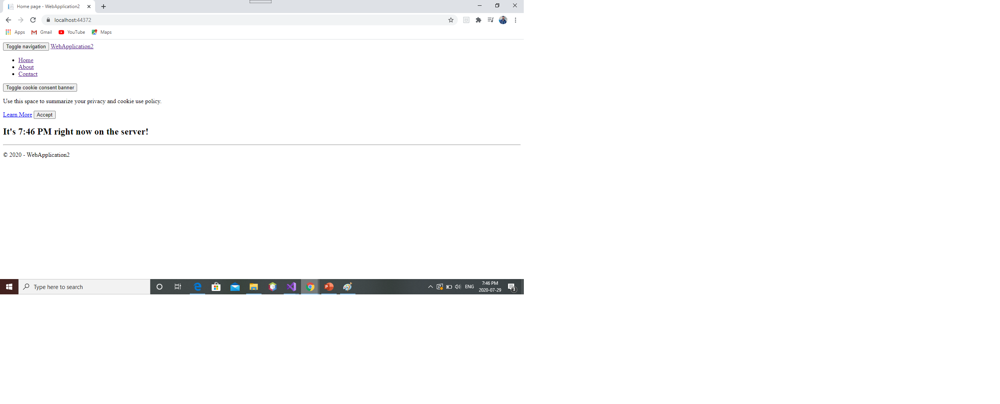 Home page - WebApplication2
localhost:44372
Apps Gmail YouTube Maps
Toggle navigation WebApplication2
Home
About
Contact
Toggle cookie consent banner
Use this space to summarize your privacy and cookie use policy.
Learn More Accept
It's 7:46 PM right now on the server!
© 2020 - WebApplication2
Type here to search
ENG
7:46 PM
2020-07-29
3